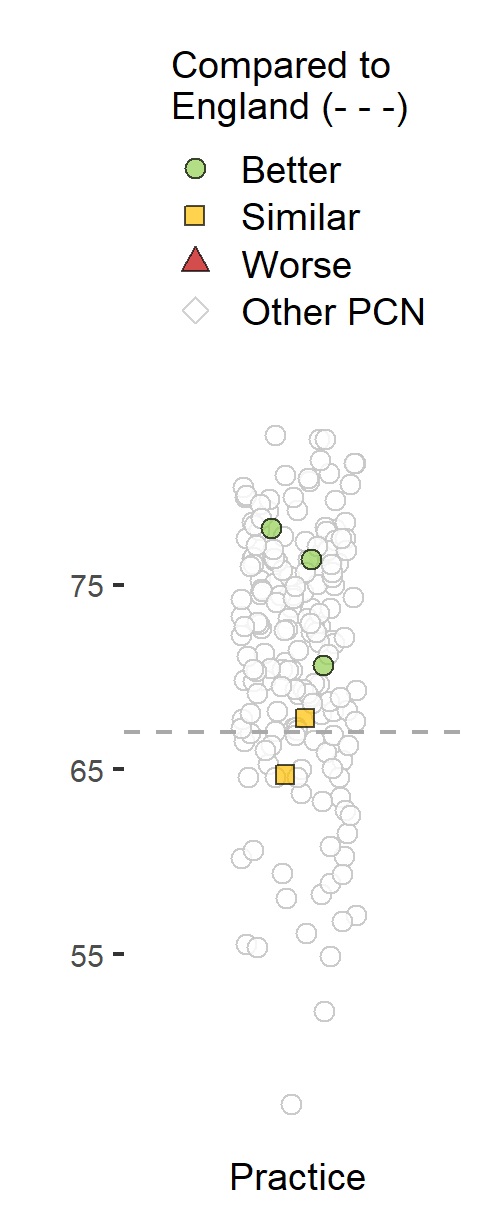 Compared to
England (- - -)
Better
Similar
Worse
Other PCN
75
65
55
Practice